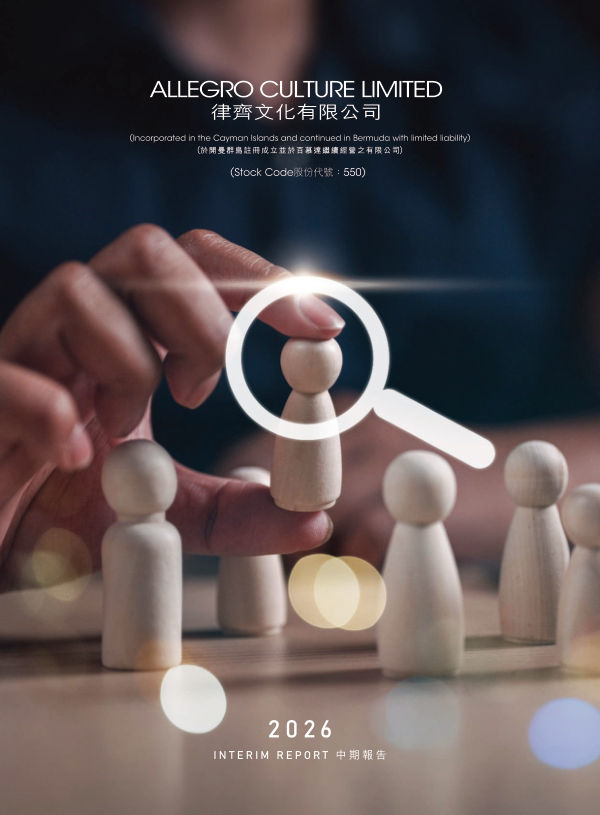 ALLEGRO CULTURE LIMITED
律齊文化有限公司
(Incorporated in the Cayman Islands and continued in Bermuda with limited liability)
(於開曼群島註冊成立並於百慕達繼續經營之有限公司)
(Stock Code股份代號：550)
2026
INTERIM REPORT 中期報告